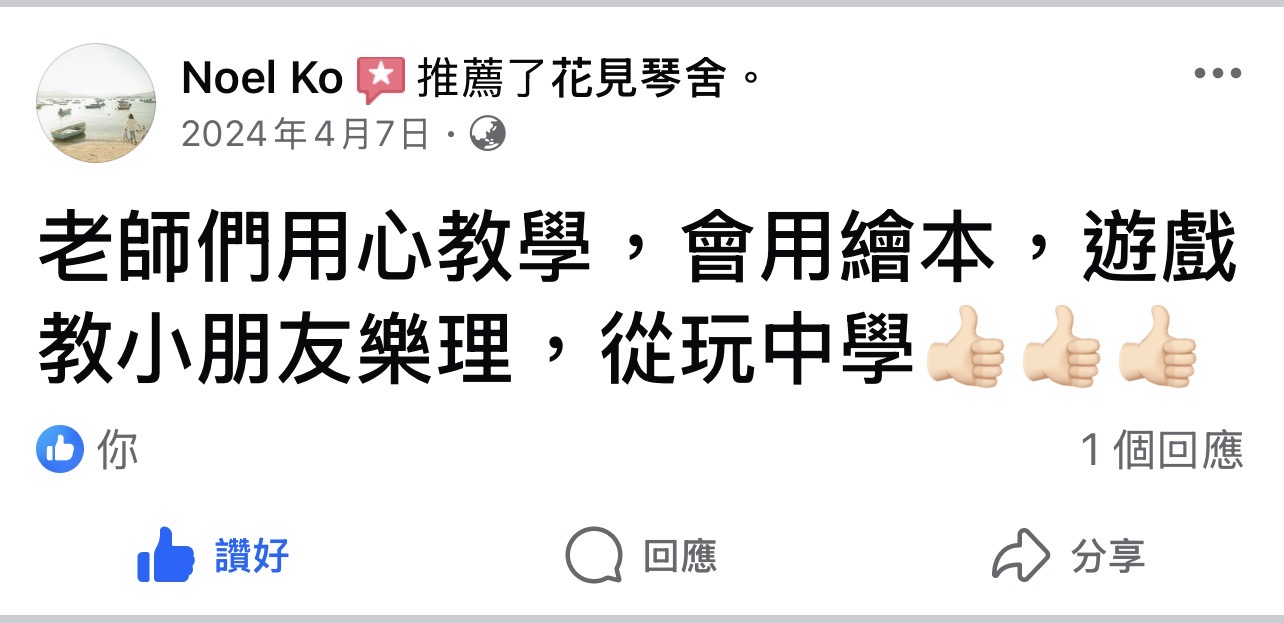 Noel Ko 推薦了花見琴舍。
2024年4月7日 ·
老師們用心教學，會用繪本，遊戲
教小朋友樂理，從玩中學👍🏻👍🏻👍🏻
你
1 個回應
讚好
回應
分享